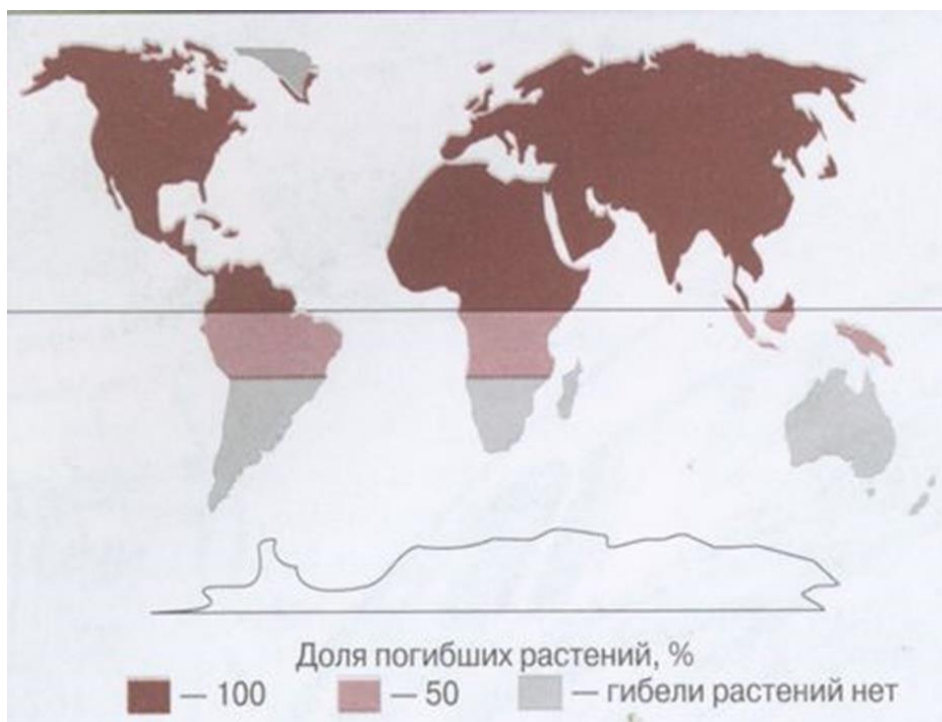 Доля погибших растений, %
— 100 — 50 — гибели растений нет